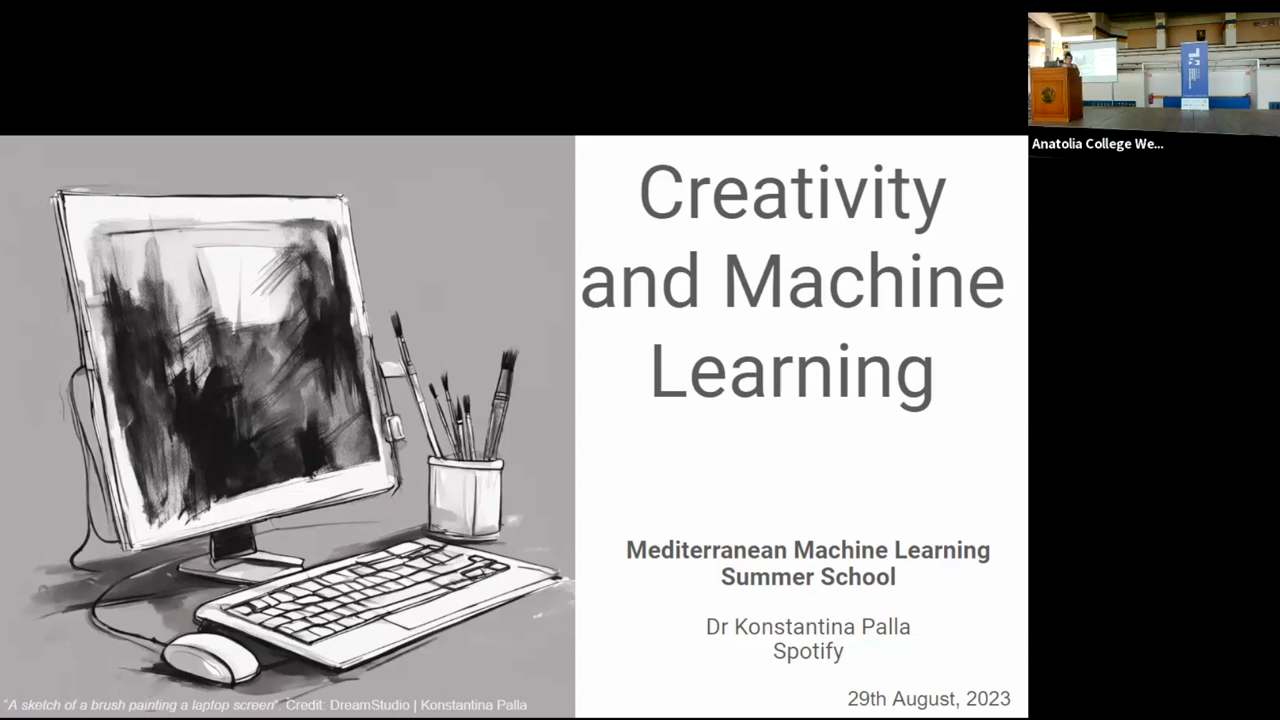 Anatolia College We...
Creativity
and Machine
Learning
Mediterranean Machine Learning
Summer School
Dr Konstantina Palla
Spotify
29th August, 2023
"A sketch of a brush painting a laptop screen" Credit: DreamStudio | Konstantina Palla